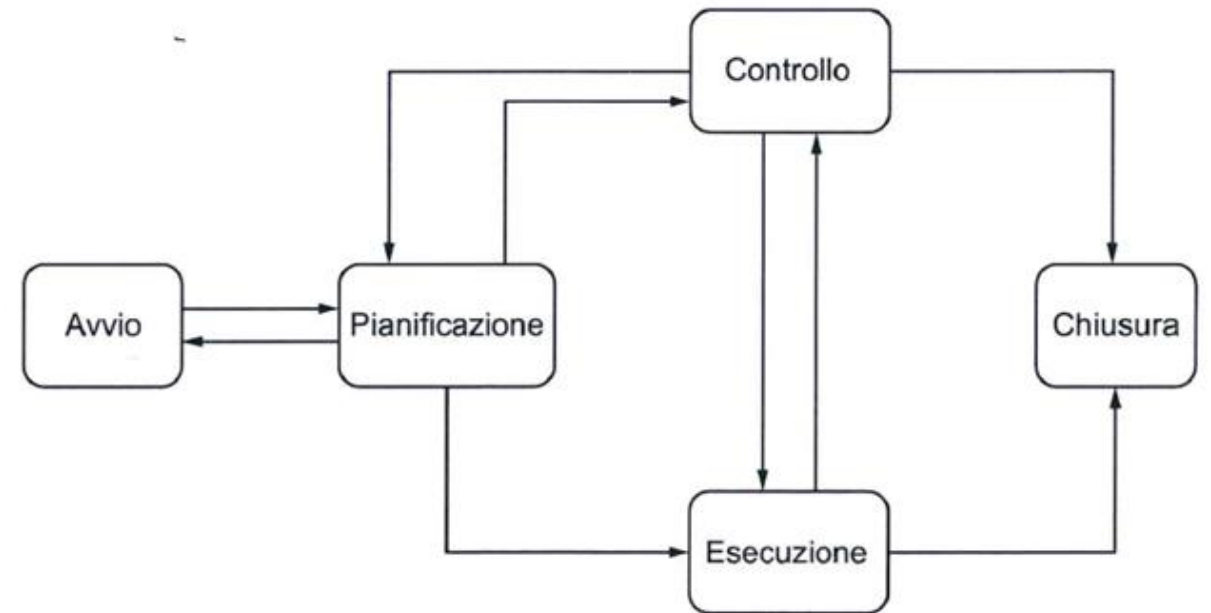 Controllo
Avvio
Pianificazione
Chiusura
Esecuzione